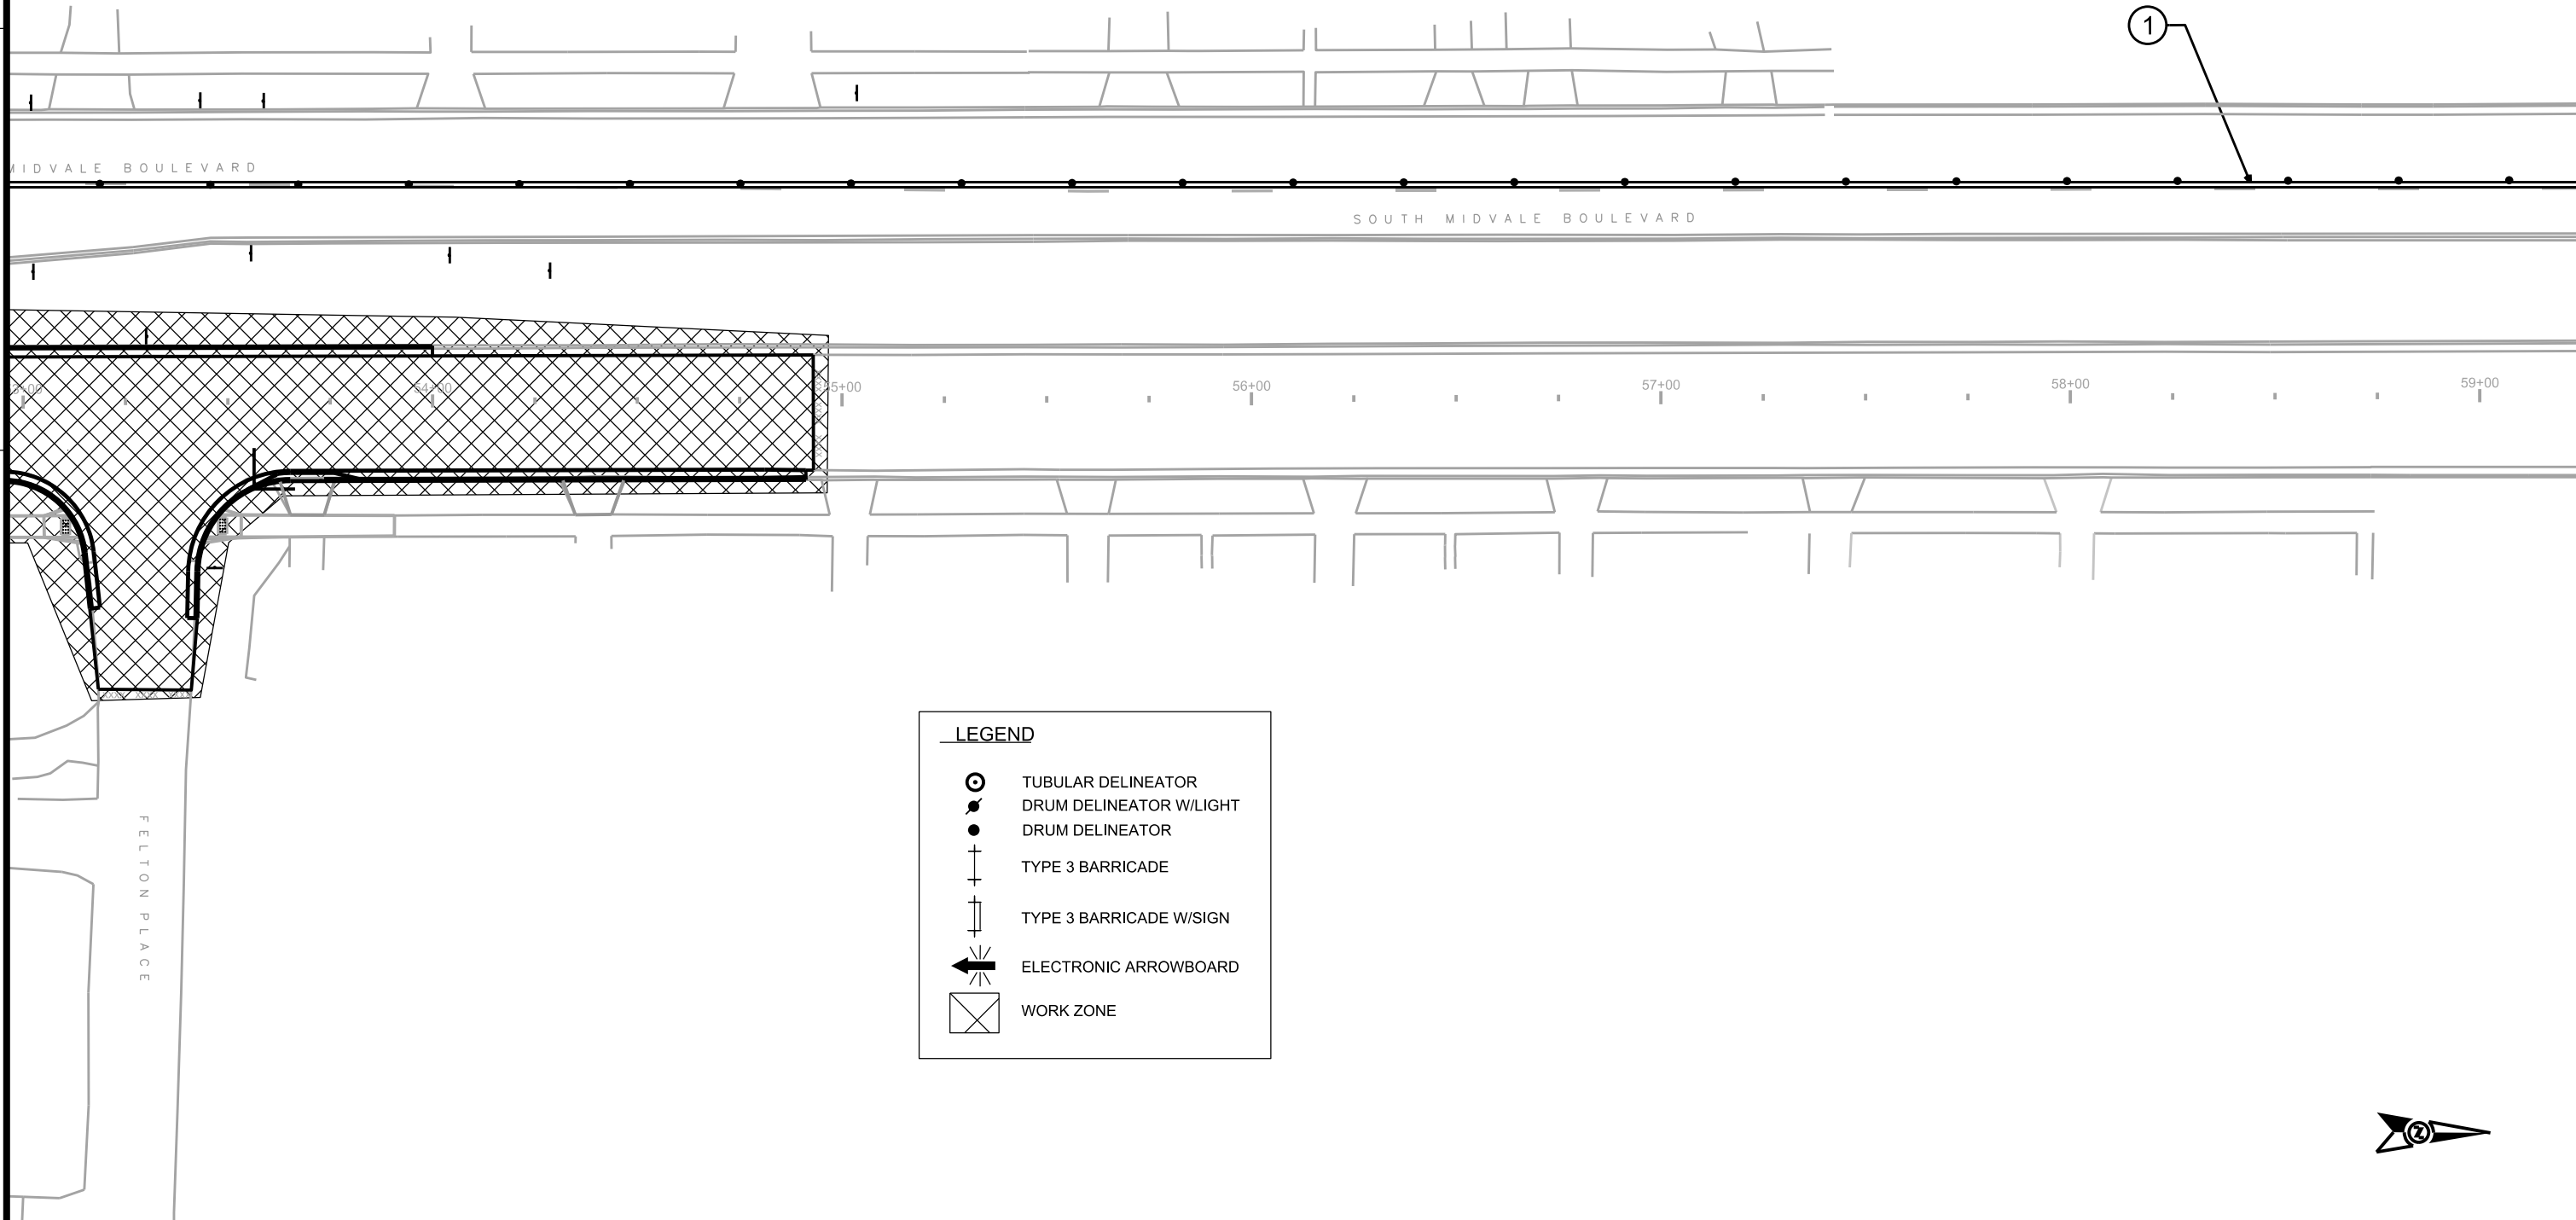 1
MIDVALE BOULEVARD
SOUTH MIDVALE BOULEVARD
3+00
54+00
55+00
56+00
57+00
58+00
59+00
FELTON PLACE
LEGEND
TUBULAR DELINEATOR
DRUM DELINEATOR W/LIGHT
DRUM DELINEATOR
TYPE 3 BARRICADE
TYPE 3 BARRICADE W/SIGN
ELECTRONIC ARROWBOARD
WORK ZONE
Z